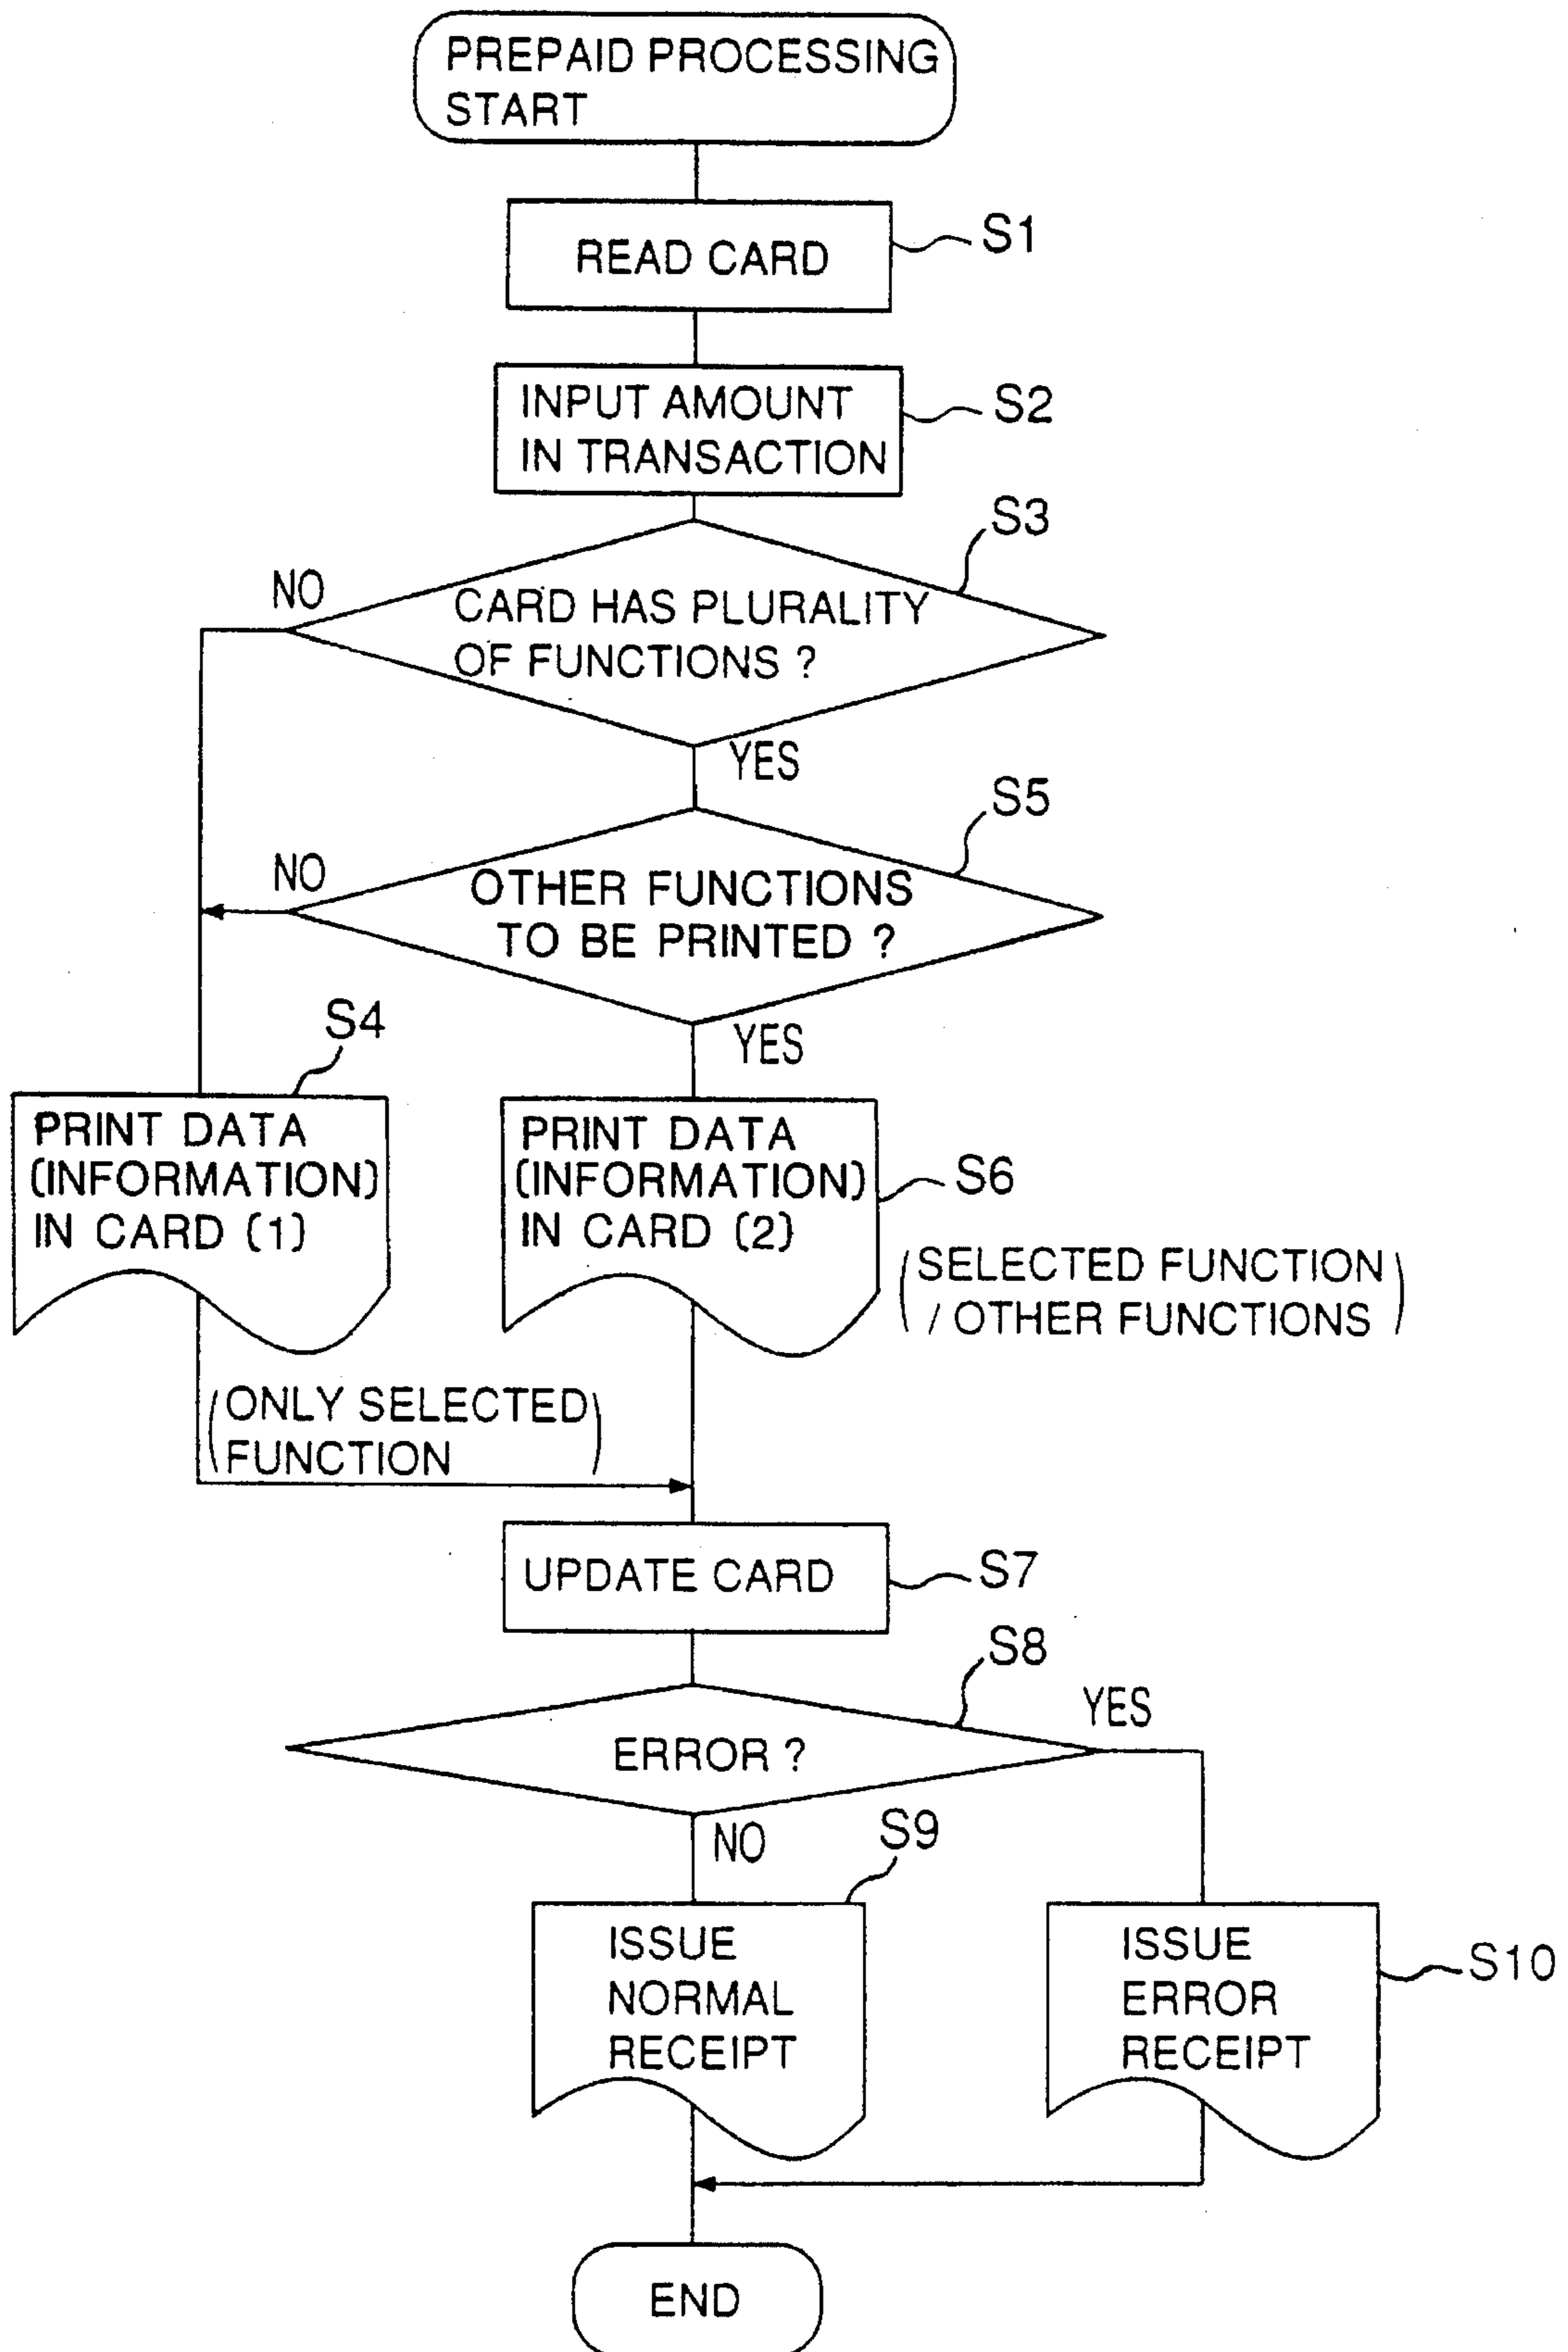 PREPAID PROCESSING
START
READ CARD
S1
INPUT AMOUNT
IN TRANSACTION
S2
S3
NO
CARD HAS PLURALITY
OF FUNCTIONS ?
YES
S5
NO
OTHER FUNCTIONS
TO BE PRINTED ?
YES
S4
PRINT DATA
(INFORMATION)
IN CARD (1)
PRINT DATA
(INFORMATION)
IN CARD (2)
S6
(SELECTED FUNCTION
/ OTHER FUNCTIONS)
(ONLY SELECTED
FUNCTION)
UPDATE CARD
S7
S8
YES
ERROR ?
NO
S9
ISSUE
NORMAL
RECEIPT
ISSUE
ERROR
RECEIPT
S10
END